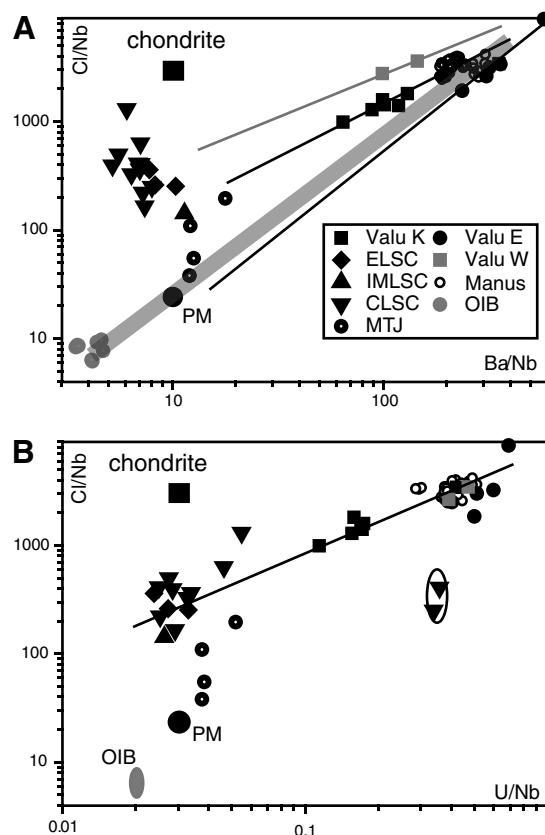 A
Cl/Nb
chondrite
1000
100
10
PM
Valu K
Valu E
ELSC
Valu W
IMLSC
Manus
CLSC
OIB
MTJ
10
100
Ba/Nb
B
Cl/Nb
chondrite
1000
100
PM
OIB
10
0.01
0.1
U/Nb